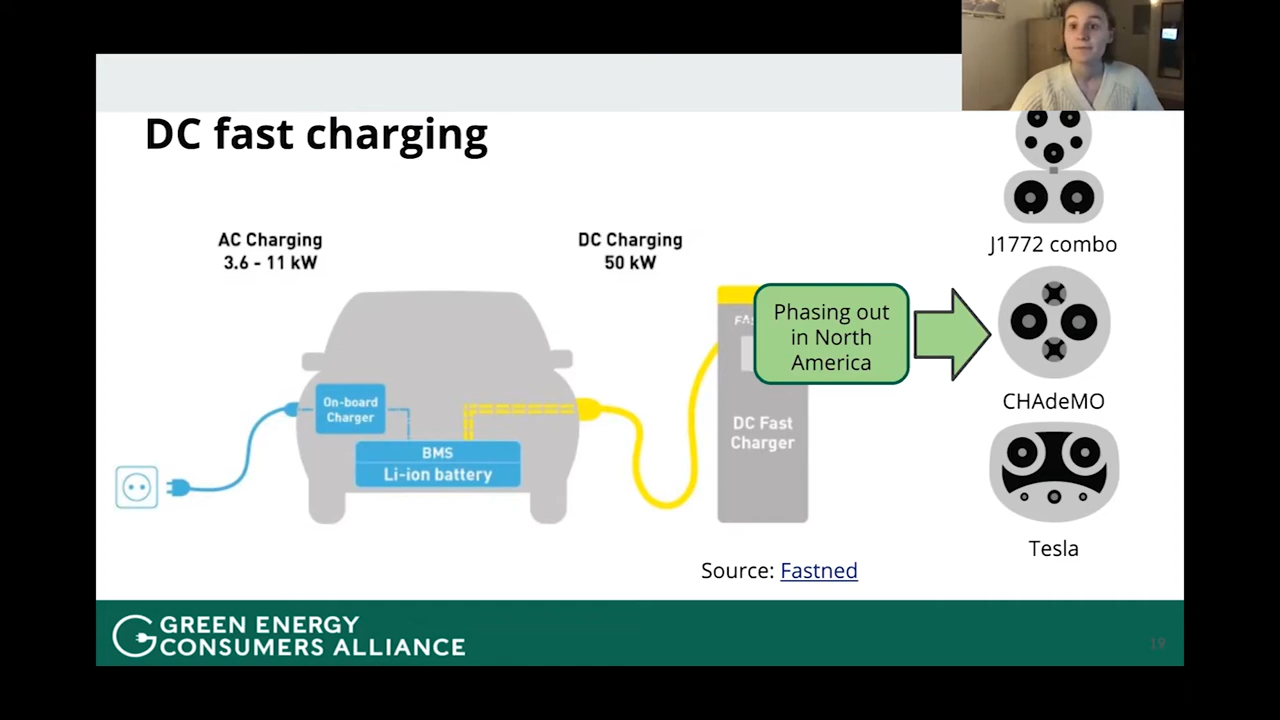 DC fast charging
AC Charging
3.6 - 11 kW
DC Charging
50 kW
J1772 combo
Phasing out
in North
America
CHAdeMO
On-board
Charger
DC Fast
Charger
BMS
Li-ion battery
Tesla
Source: Fastned
GREEN ENERGY
CONSUMERS ALLIANCE
19